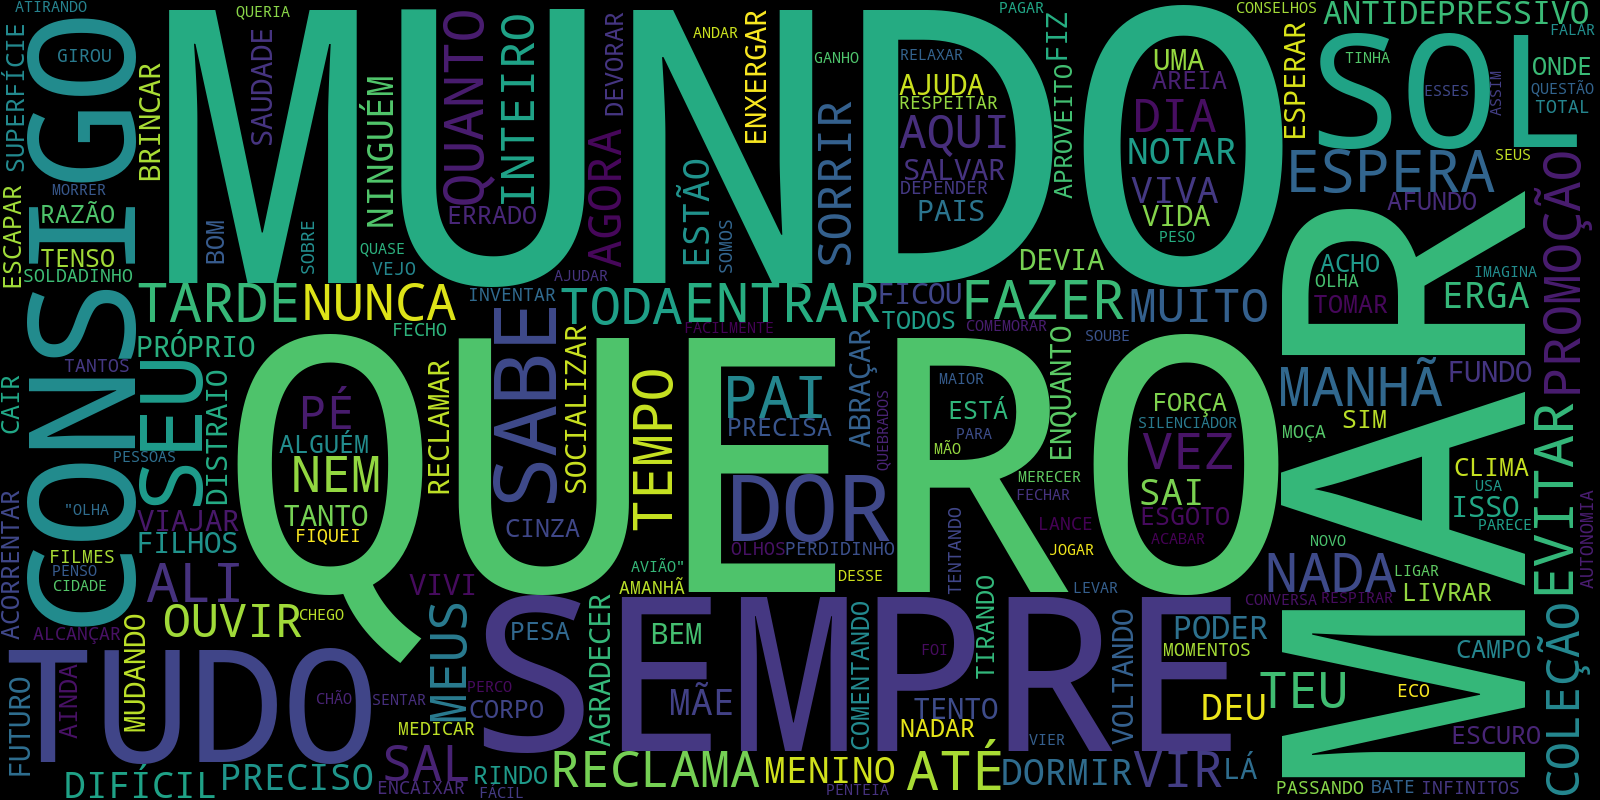 ATIRANDO
QUERIA
PAGAR
CONSELHOS
ANTIDEPRESSIVO
SUPERFÍCIE
GIROU
CONSIGO
MUNDO
SAUDADE
BRINCAR
NINGUÉM
QUANTO
INTEIRO
DEVORAR
ANDAR
ENXERGAR
GANHO
RELAXAR
FIZ
UMA
AREIA
AJUDA
RESPEITAR
APROVEITO
ESPERAR
SOL
TINHA
FALAR
ONDE
ESSES
ASSIM
QUESTÃO
TOTAL
AQUI
DIA
NOTAR
SALVAR
DEPENDER
PAIS
VIVA
VIDA
PESO
SORRIR
AGORA
ESTÃO
SOMOS
ERRADO
ESPERA
SEUS
AFUNDO
PROMOÇÃO
MORRER
ESCAPAR
RAZÃO
TENSO
SOLDADINHO
BOM
SOBRE
QUASE
VEJO
AJUDAR
DEVIA
ACHO
OLHA
IMAGINA
TOMAR
ERGA
TARDE
NUNCA
INVENTAR
TODA
ENTRAR
FICOU
TODOS
FAZER
MUITO
FECHO
FACILMENTE
COMEMORAR
SOUBE
MAR
PRÓPRIO
TANTOS
SEU
QUERO
SABE
SOCIALIZAR
PAI
PRECISA
ABRAÇAR
MAIOR
ESTÁ
PARA
MÃO
ENQUANTO
FORÇA
SILENCIADOR
VEZ
MANHÃ
FUNDO
SIM
MOÇA
CAIR
DISTRAIO
PÉ
ALGUÉM
NEM
TANTO
FIQUEI
RECLAMAR
TEMPO
QUEBRADOS
MERECER
FECHAR
SAI
ESGOTO
ACABAR
CLIMA
USA
ISSO
PARECE
EVITAR
PESSOAS
"OLHA
VIAJAR
FILHOS
CINZA
DOR
OLHOS
PERDIDINHO
LANCE
JOGAR
NOVO
AUTONOMIA
ACORRENTAR
FILMES
PENSO
CIDADE
ALI
VIVI
AVIÃO"
AMANHÃ
DESSE
TENTANDO
LEVAR
NADA
LIGAR
LIVRAR
CONVERSA
RESPIRAR
OUVIR
CHEGO
ALCANÇAR
MEUS
SEMPRE
PESA
AGRADECER
BEM
COMENTANDO
FOI
TIRANDO
VOLTANDO
PODER
MOMENTOS
CAMPO
COLEÇÃO
TUDO
FUTURO
AINDA
MUDANDO
CHÃO
SENTAR
PERCO
CORPO
MEDICAR
MÃE
TENTO
NADAR
VIER
DEU
TEU
ECO
ESCURO
DIFÍCIL
PRECISO
SAL
ENCAIXAR
RINDO
FÁCIL
RECLAMA
MENINO
PENTEIA
ATÉ
DORMIR
VIR
LÁ
PASSANDO
BATE
INFINITOS